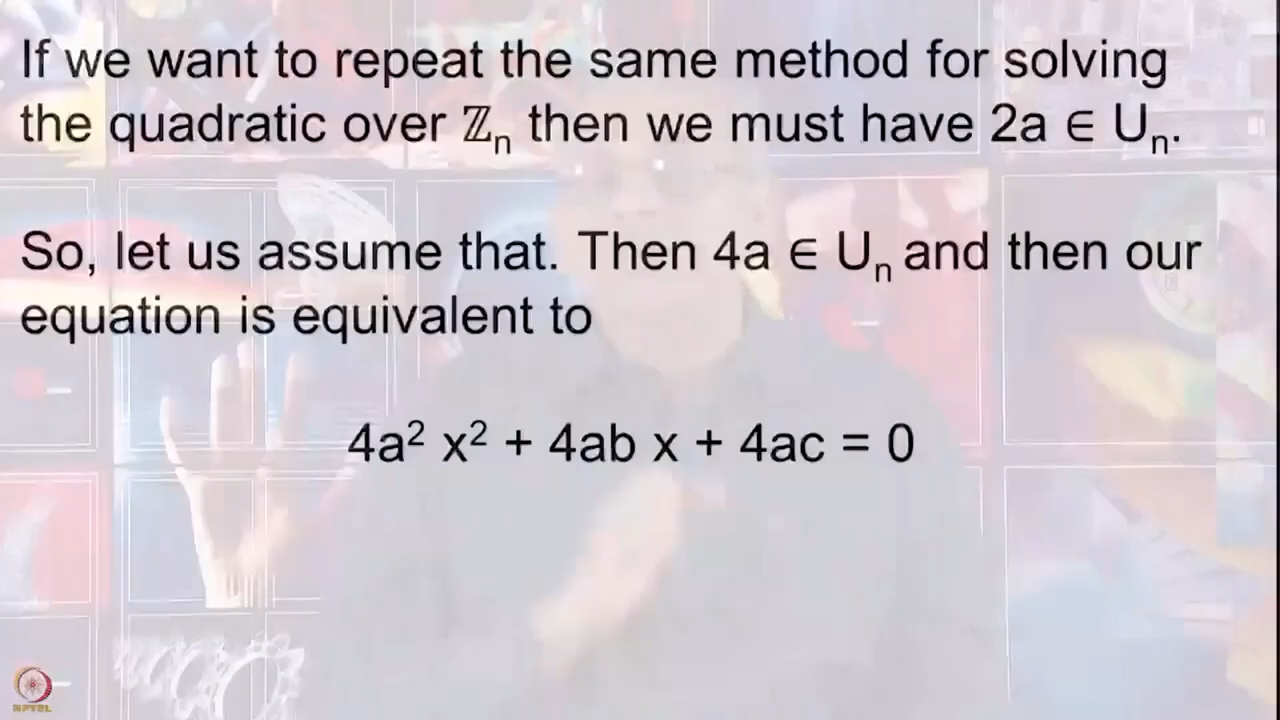 If we want to repeat the same method for solving
the quadratic over ℤₙ then we must have 2a ∈ Uₙ.
So, let us assume that. Then 4a ∈ Uₙ and then our
equation is equivalent to
4a² x² + 4ab x + 4ac = 0
NPTEL